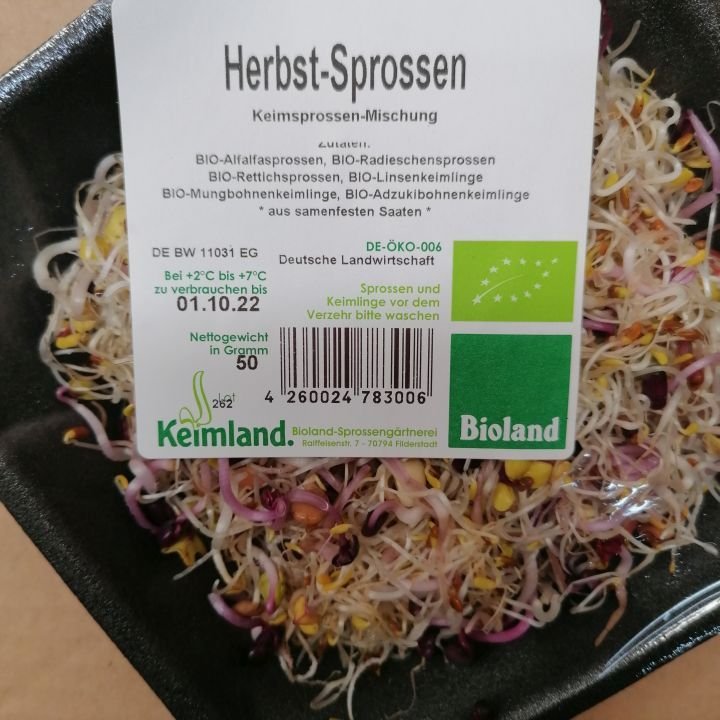 Herbst-Sprossen
Keimsprossen-Mischung
Zutaten:
BIO-Alfalfasprossen, BIO-Radieschensprossen
BIO-Rettichsprossen, BIO-Linsenkeimlinge
BIO-Mungbohnenkeimlinge, BIO-Adzukibohnenkeimlinge
* aus samenfesten Saaten *
DE BW 11031 EG
DE-ÖKO-006
Deutsche Landwirtschaft
Bei +2°C bis +7°C
zu verbrauchen bis
01.10.22
Sprossen und
Keimlinge vor dem
Verzehr bitte waschen
Nettogewicht
in Gramm
50
Lot
262
4 260024 783006
Keimland.
Bioland-Sprossengärtnerei
Raiffeisenstr. 7 - 70794 Filderstadt
Bioland